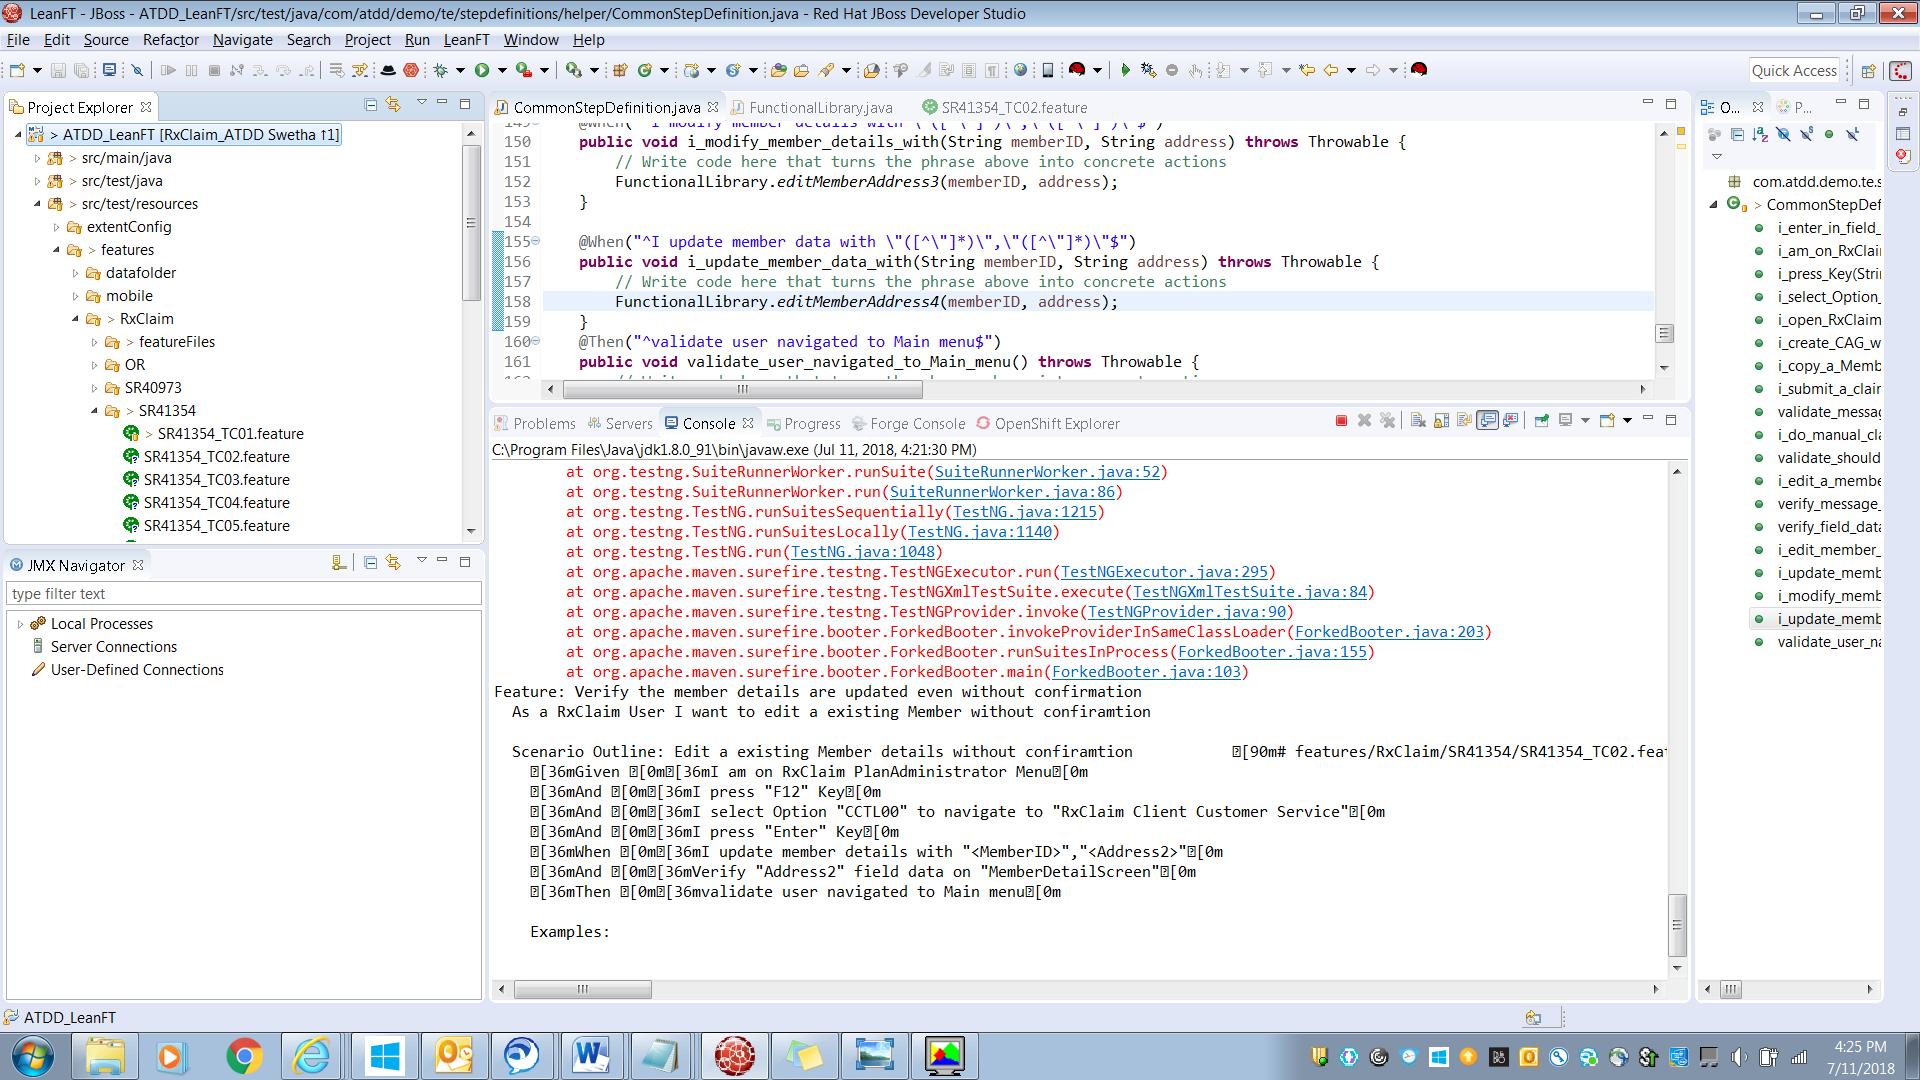 LeanFT - JBoss - ATDD_LeanFT/src/test/java/com/atdd/demo/te/stepdefinitions/helper/CommonStepDefinition.java - Red Hat JBoss Developer Studio
File Edit Source Refactor Navigate Search Project Run LeanFT Window Help
Quick Access
Project Explorer
ATDD_LeanFT [RxClaim_ATDD Swetha ↑1]
> src/main/java
> src/test/java
> src/test/resources
extentConfig
> features
datafolder
mobile
> RxClaim
> featureFiles
OR
SR40973
> SR41354
> SR41354_TC01.feature
SR41354_TC02.feature
SR41354_TC03.feature
SR41354_TC04.feature
SR41354_TC05.feature
JMX Navigator
type filter text
Local Processes
Server Connections
User-Defined Connections
CommonStepDefinition.java FunctionalLibrary.java SR41354_TC02.feature
150 public void i_modify_member_details_with(String memberID, String address) throws Throwable {
151 // Write code here that turns the phrase above into concrete actions
152 FunctionalLibrary.editMemberAddress3(memberID, address);
153 }
154
155 @When("^I update member data with \"([^\"]*)\",\"([^\"]*)\"$")
156 public void i_update_member_data_with(String memberID, String address) throws Throwable {
157 // Write code here that turns the phrase above into concrete actions
158 FunctionalLibrary.editMemberAddress4(memberID, address);
159 }
160 @Then("^validate user navigated to Main menu$")
161 public void validate_user_navigated_to_Main_menu() throws Throwable {
Problems Servers Console Progress Forge Console OpenShift Explorer
C:\Program Files\Java\jdk1.8.0_91\bin\javaw.exe (Jul 11, 2018, 4:21:30 PM)
at org.testng.SuiteRunnerWorker.runSuite(SuiteRunnerWorker.java:52)
at org.testng.SuiteRunnerWorker.run(SuiteRunnerWorker.java:86)
at org.testng.TestNG.runSuitesSequentially(TestNG.java:1215)
at org.testng.TestNG.runSuitesLocally(TestNG.java:1140)
at org.testng.TestNG.run(TestNG.java:1048)
at org.apache.maven.surefire.testng.TestNGExecutor.run(TestNGExecutor.java:295)
at org.apache.maven.surefire.testng.TestNGXmlTestSuite.execute(TestNGXmlTestSuite.java:84)
at org.apache.maven.surefire.testng.TestNGProvider.invoke(TestNGProvider.java:90)
at org.apache.maven.surefire.booter.ForkedBooter.invokeProviderInSameClassLoader(ForkedBooter.java:203)
at org.apache.maven.surefire.booter.ForkedBooter.runSuitesInProcess(ForkedBooter.java:155)
at org.apache.maven.surefire.booter.ForkedBooter.main(ForkedBooter.java:103)
Feature: Verify the member details are updated even without confirmation
As a RxClaim User I want to edit a existing Member without confiramtion
Scenario Outline: Edit a existing Member details without confiramtion [90m# features/RxClaim/SR41354/SR41354_TC02.feat
[36mGiven [0m[36mI am on RxClaim PlanAdministrator Menu[0m
[36mAnd [0m[36mI press "F12" Key[0m
[36mAnd [0m[36mI select Option "CCTL00" to navigate to "RxClaim Client Customer Service"[0m
[36mAnd [0m[36mI press "Enter" Key[0m
[36mWhen [0m[36mI update member details with "<MemberID>","<Address2>"[0m
[36mAnd [0m[36mVerify "Address2" field data on "MemberDetailScreen"[0m
[36mThen [0m[36mvalidate user navigated to Main menu[0m
Examples:
O... P...
com.atdd.demo.te.s
> CommonStepDef
i_enter_in_field_
i_am_on_RxClai
i_press_Key(Stri
i_select_Option_
i_open_RxClaim
i_create_CAG_w
i_copy_a_Memb
i_submit_a_clair
validate_messag
i_do_manual_cla
validate_should
i_edit_a_membe
verify_message_
verify_field_data
i_edit_member_
i_update_memb
i_modify_memb
i_update_memb
validate_user_na
ATDD_LeanFT
4:25 PM
7/11/2018